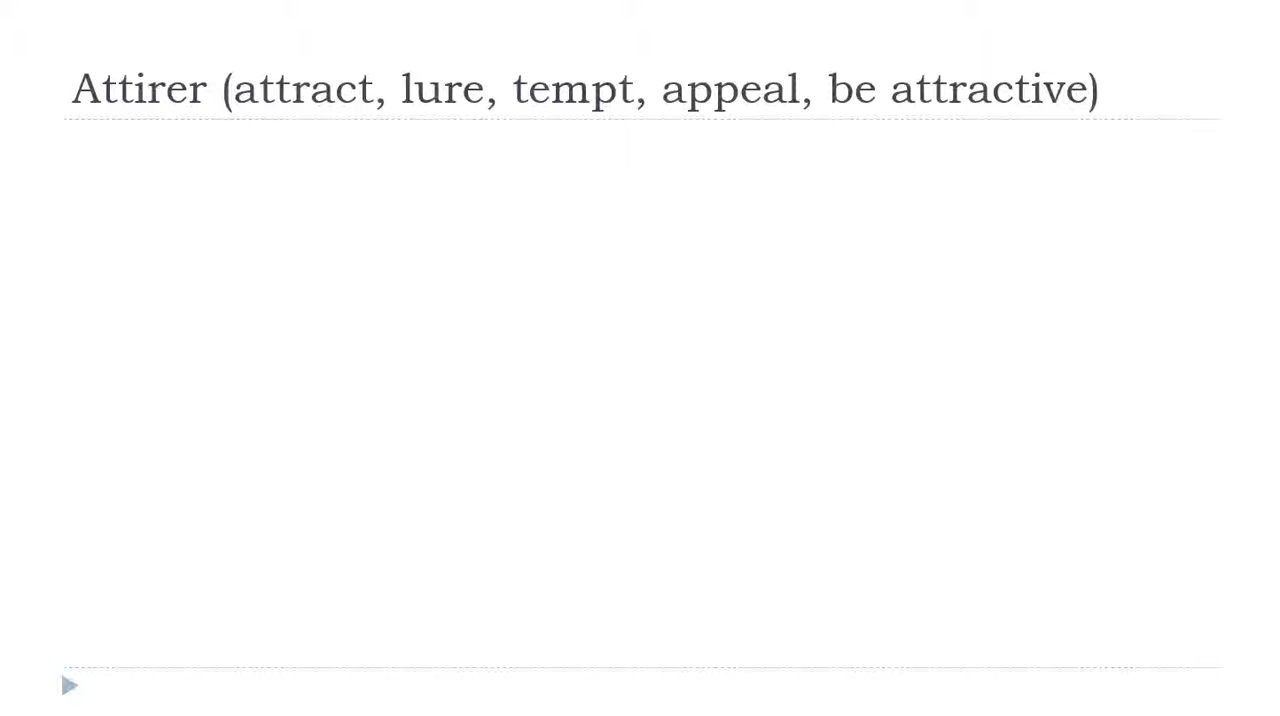 Attirer (attract, lure, tempt, appeal, be attractive)